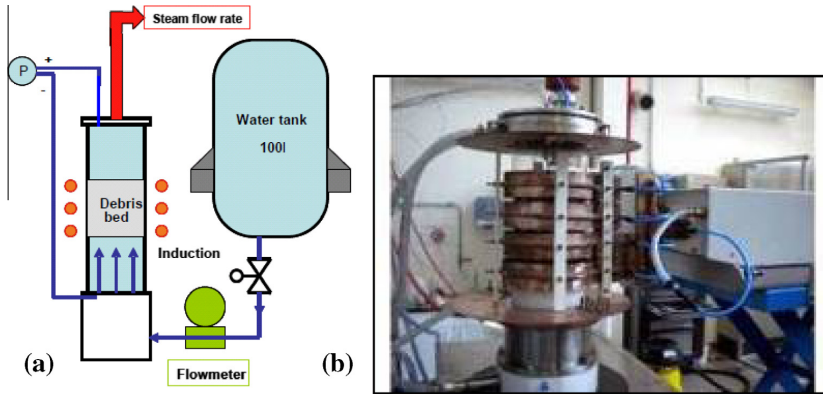 Steam flow rate
P
+
-
Water tank
100l
Debris
bed
Induction
Flowmeter
(a)
(b)